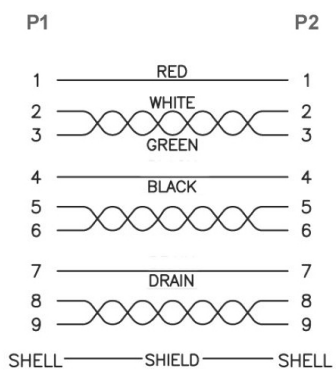 P1 P2
1 RED 1
2 WHITE 2
3 GREEN 3
4 4
BLACK
5 5
6 6
7 7
DRAIN
8 8
9 9
SHELL SHIELD SHELL